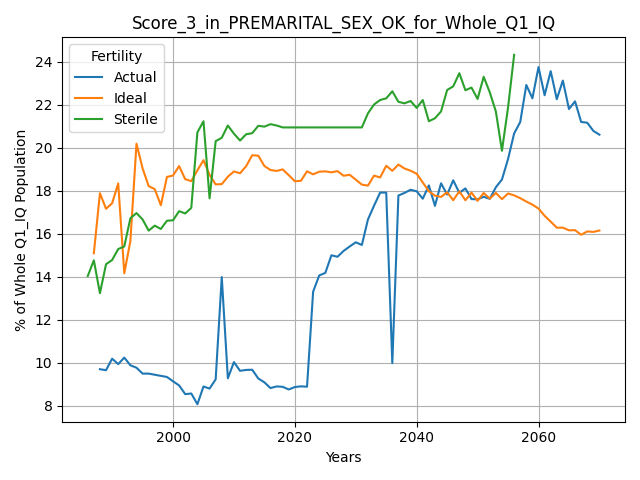 Score_3_in_PREMARITAL_SEX_OK_for_Whole_Q1_IQ
Fertility
Actual
Ideal
Sterile
% of Whole Q1_IQ Population
24
22
20
18
16
14
12
10
8
2000 2020 2040 2060
Years